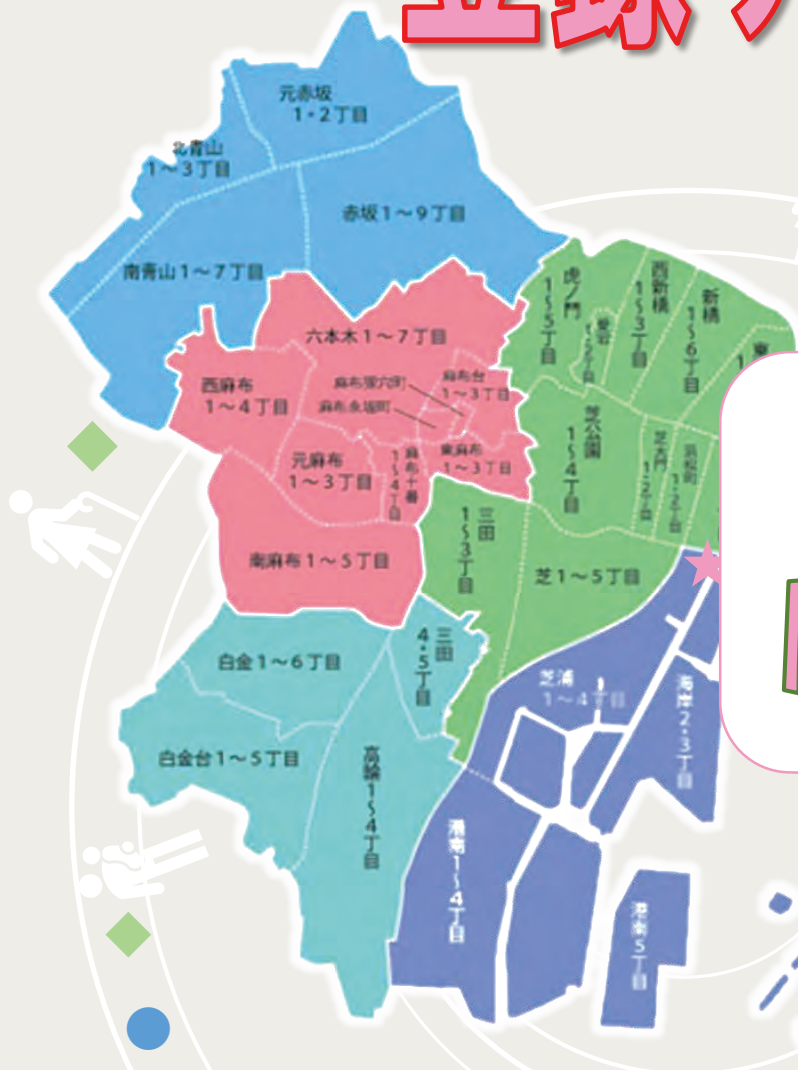 登録
元赤坂
1・2丁目
北青山
1〜3丁目
赤坂1〜9丁目
南青山1〜7丁目
虎ノ門
1〜5丁目
愛宕
1・2丁目
西新橋
1〜3丁目
新橋
1〜6丁目
東
1
六本木1〜7丁目
西麻布
1〜4丁目
麻布狸穴町
麻布永坂町
麻布台
1〜3丁目
元麻布
1〜3丁目
麻布十番
1〜4丁目
東麻布
1〜3丁目
南麻布1〜5丁目
芝公園
1〜4丁目
芝大門
1・2丁目
浜松町
1・2丁目
三田
1〜3丁目
芝1〜5丁目
白金1〜6丁目
三田
4・5丁目
白金台1〜5丁目
高輪1〜4丁目
芝浦
1〜4丁目
海岸2・3丁目
港南1〜4丁目
港南5丁目